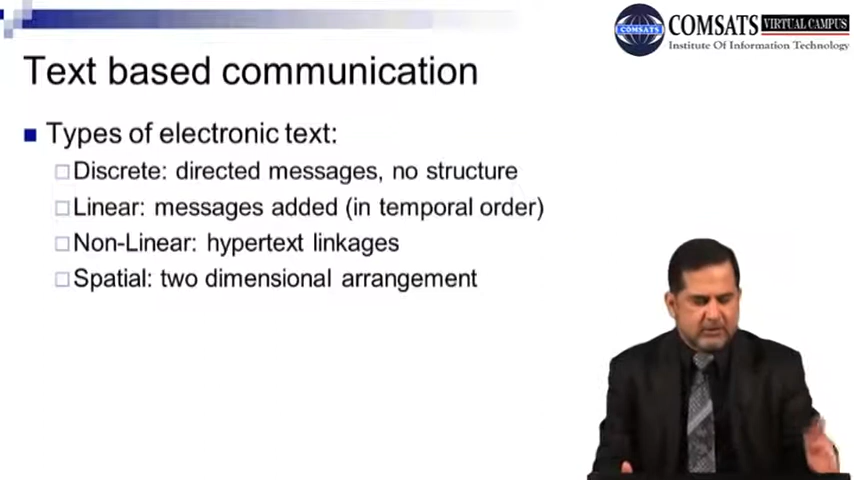 COMSATS VIRTUAL CAMPUS
COMSATS
Institute Of Information Technology
Text based communication
Types of electronic text:
Discrete: directed messages, no structure
Linear: messages added (in temporal order)
Non-Linear: hypertext linkages
Spatial: two dimensional arrangement